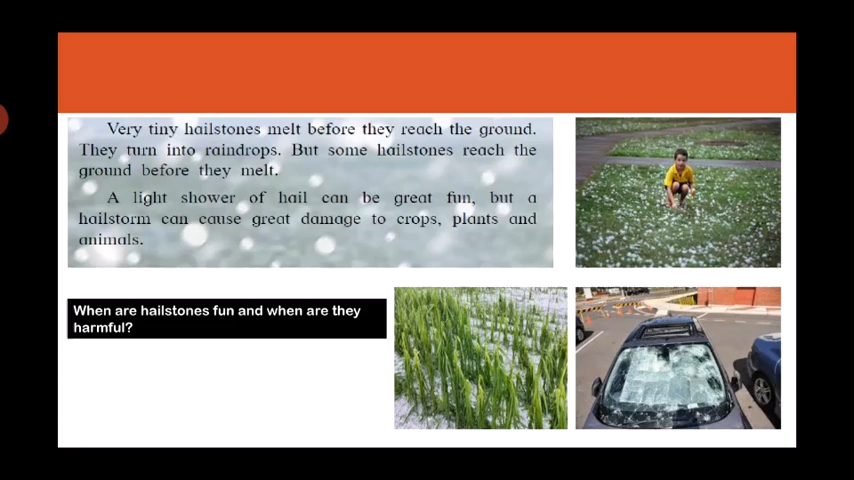 Very tiny hailstones melt before they reach the ground.
They turn into raindrops. But some hailstones reach the
ground before they melt.
A light shower of hail can be great fun, but a
hailstorm can cause great damage to crops, plants and
animals.
When are hailstones fun and when are they
harmful?